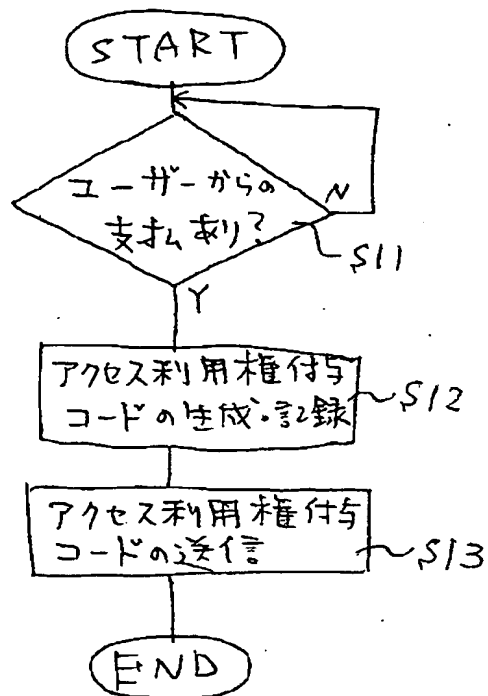 START
ユーザーからの
N
支払あり?
S11
Y
アクセス利用権付与
コードの生成・記録
S12
アクセス利用権付与
コードの送信
S13
END